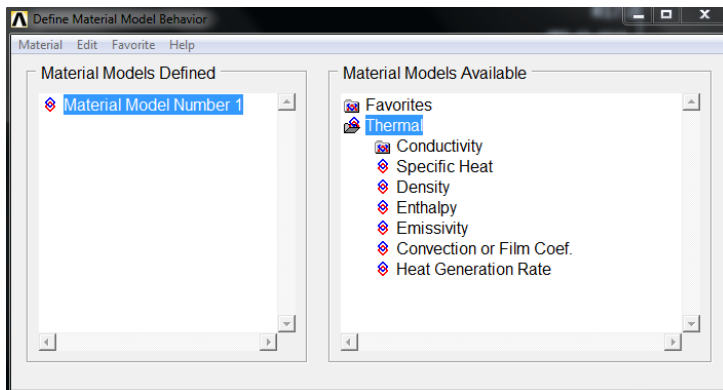 Define Material Model Behavior
Material Edit Favorite Help
Material Models Defined
Material Model Number 1
Material Models Available
Favorites
Thermal
Conductivity
Specific Heat
Density
Enthalpy
Emissivity
Convection or Film Coef.
Heat Generation Rate